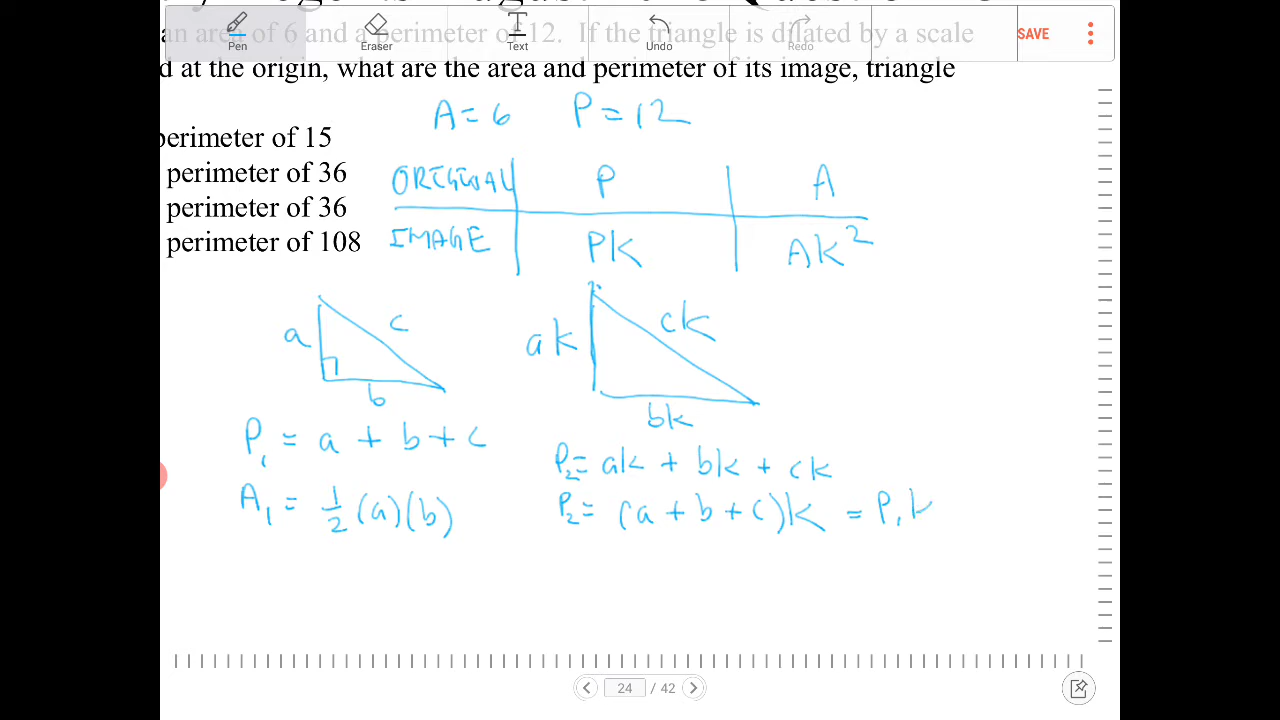 Pen Eraser Text Undo Redo SAVE
an area of 6 and a perimeter of 12. If the triangle is dilated by a scale
d at the origin, what are the area and perimeter of its image, triangle
A = 6 P = 12
perimeter of 15
perimeter of 36
perimeter of 36
perimeter of 108
ORIGINAL P A
IMAGE Pk Ak²
a c b
ak ck bk
P₁ = a + b + c
A₁ = ½ (a)(b)
P₂ = ak + bk + ck
P₂ = (a + b + c)k = P₁
24 / 42